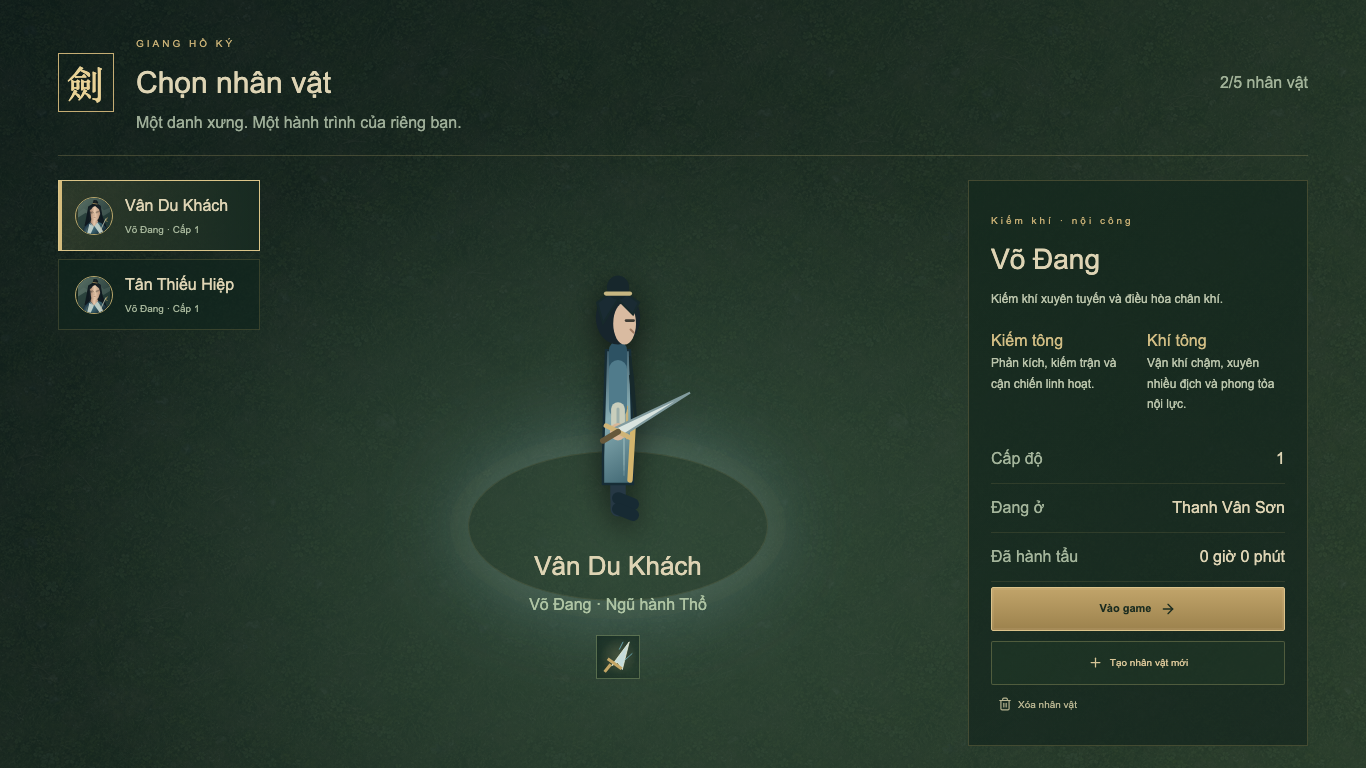 GIANG HỒ KÝ
劍
Chọn nhân vật
Một danh xưng. Một hành trình của riêng bạn.
2/5 nhân vật
Vân Du Khách
Võ Đang · Cấp 1
Tân Thiếu Hiệp
Võ Đang · Cấp 1
Vân Du Khách
Võ Đang · Ngũ hành Thổ
Kiếm khí · nội công
Võ Đang
Kiếm khí xuyên tuyến và điều hòa chân khí.
Kiếm tông
Phản kích, kiếm trận và
cận chiến linh hoạt.
Khí tông
Vận khí chậm, xuyên
nhiều địch và phong tỏa
nội lực.
Cấp độ 1
Đang ở Thanh Vân Sơn
Đã hành tẩu 0 giờ 0 phút
Vào game
Tạo nhân vật mới
Xóa nhân vật